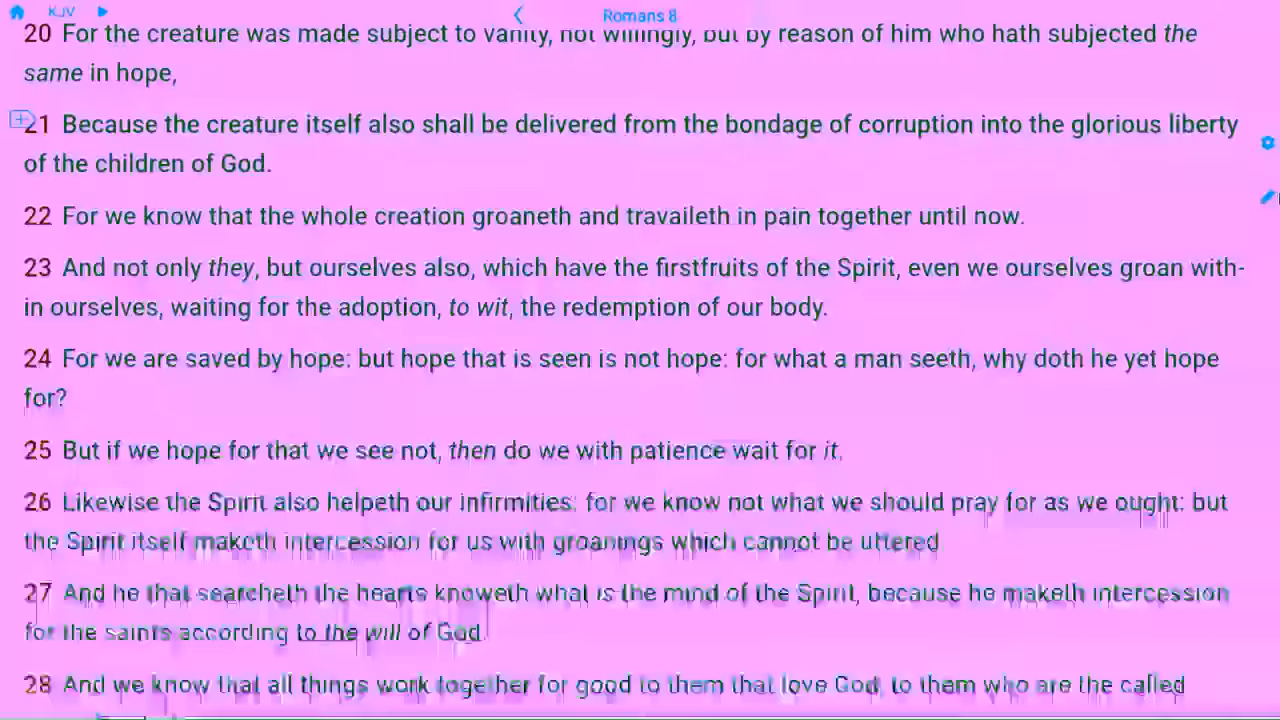 KJV
Romans 8
20 For the creature was made subject to vanity, not willingly, but by reason of him who hath subjected the
same in hope,
21 Because the creature itself also shall be delivered from the bondage of corruption into the glorious liberty
of the children of God.
22 For we know that the whole creation groaneth and travaileth in pain together until now.
23 And not only they, but ourselves also, which have the firstfruits of the Spirit, even we ourselves groan with-
in ourselves, waiting for the adoption, to wit, the redemption of our body.
24 For we are saved by hope: but hope that is seen is not hope: for what a man seeth, why doth he yet hope
for?
25 But if we hope for that we see not, then do we with patience wait for it.
26 Likewise the Spirit also helpeth our infirmities: for we know not what we should pray for as we ought: but
the Spirit itself maketh intercession for us with groanings which cannot be uttered
27 And he that searcheth the hearts knoweth what is the mind of the Spirit, because he maketh intercession
for the saints according to the will of God.
28 And we know that all things work together for good to them that love God, to them who are the called